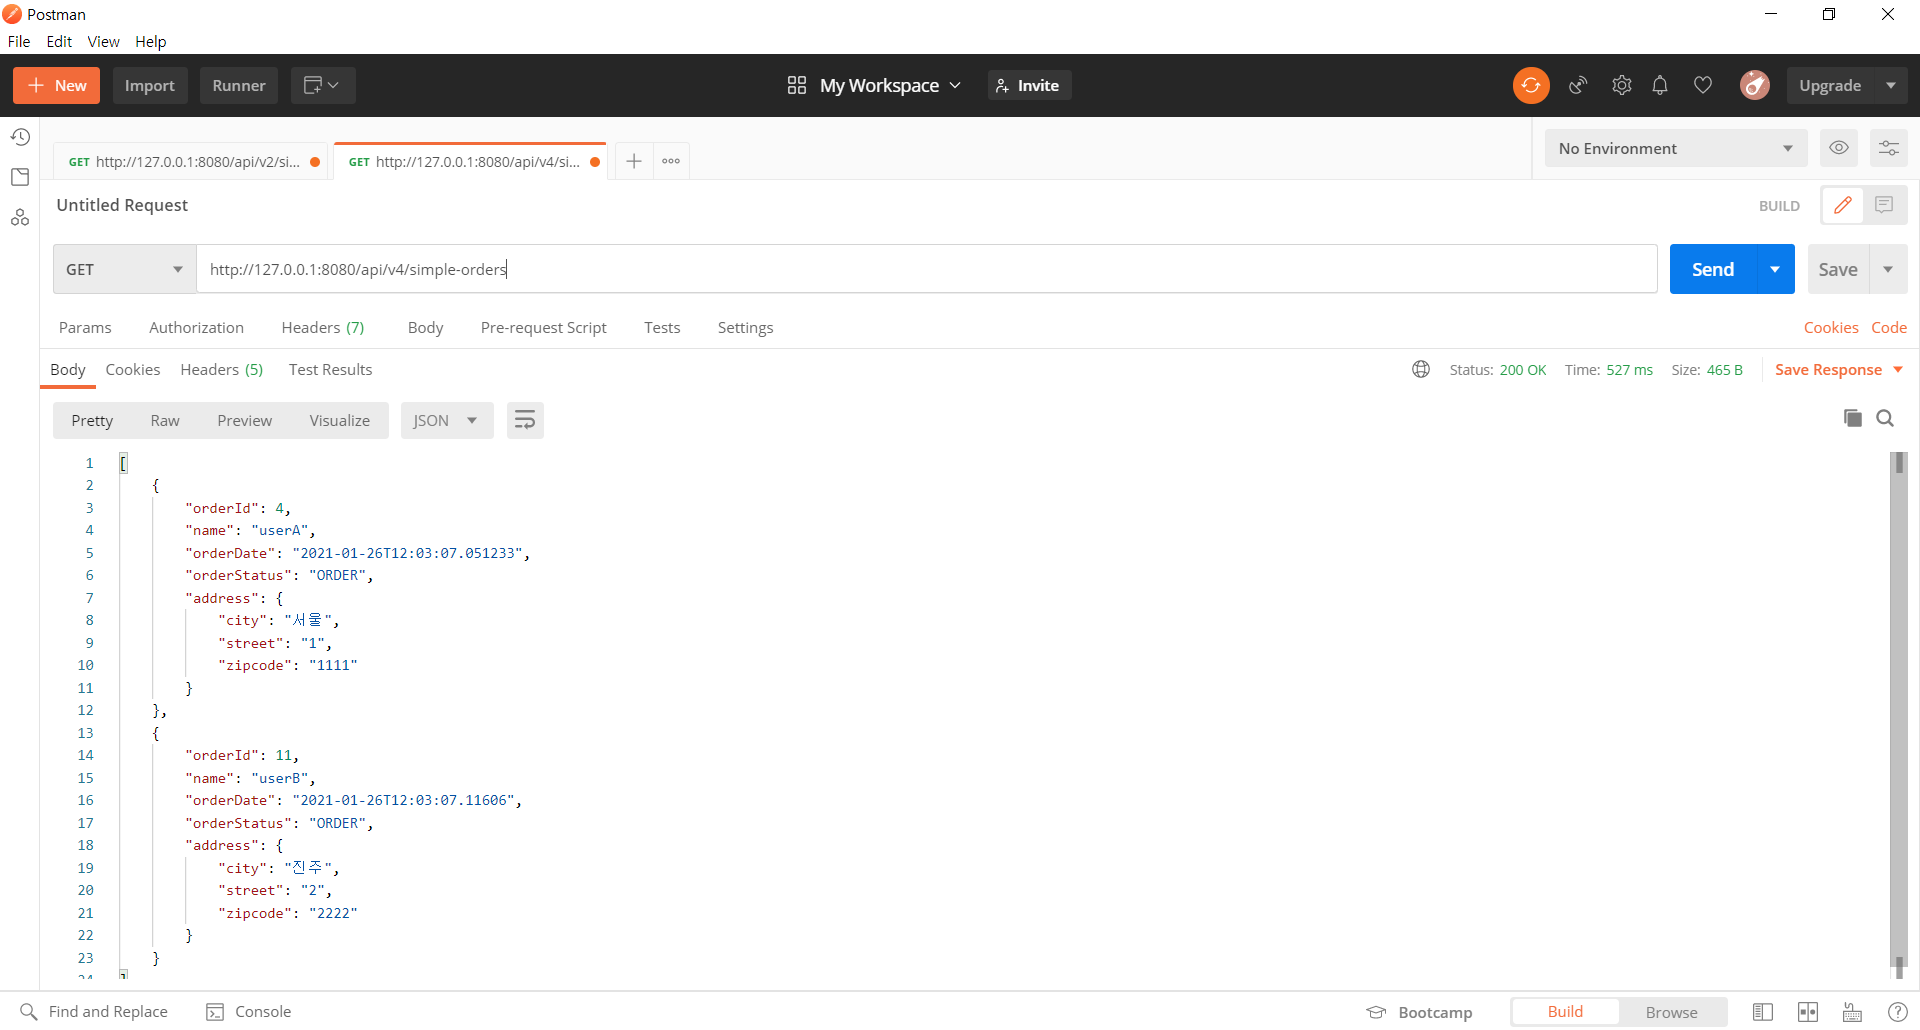 Postman
File Edit View Help
New Import Runner My Workspace Invite Upgrade
GET http://127.0.0.1:8080/api/v2/si... GET http://127.0.0.1:8080/api/v4/si... No Environment
Untitled Request BUILD
GET http://127.0.0.1:8080/api/v4/simple-orders Send Save
Params Authorization Headers (7) Body Pre-request Script Tests Settings Cookies Code
Body Cookies Headers (5) Test Results Status: 200 OK Time: 527 ms Size: 465 B Save Response
Pretty Raw Preview Visualize JSON
1 [
2 {
3 "orderId": 4,
4 "name": "userA",
5 "orderDate": "2021-01-26T12:03:07.051233",
6 "orderStatus": "ORDER",
7 "address": {
8 "city": "서울",
9 "street": "1",
10 "zipcode": "1111"
11 }
12 },
13 {
14 "orderId": 11,
15 "name": "userB",
16 "orderDate": "2021-01-26T12:03:07.11606",
17 "orderStatus": "ORDER",
18 "address": {
19 "city": "진주",
20 "street": "2",
21 "zipcode": "2222"
22 }
23 }
24 ]
Find and Replace Console Bootcamp Build Browse